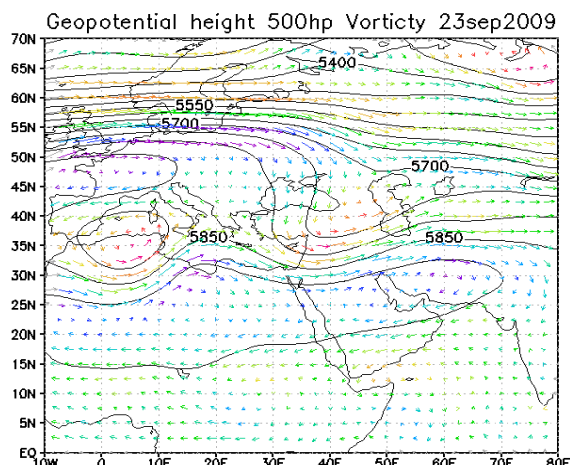 Geopotential height 500hp Vorticty 23sep2009
70N
65N
5400
60N
5550
55N
5700
50N
5700
45N
40N
5850
5850
35N
30N
25N
20N
15N
10N
5N
EQ
10W 0 10E 20E 30E 40E 50E 60E 70E 80E